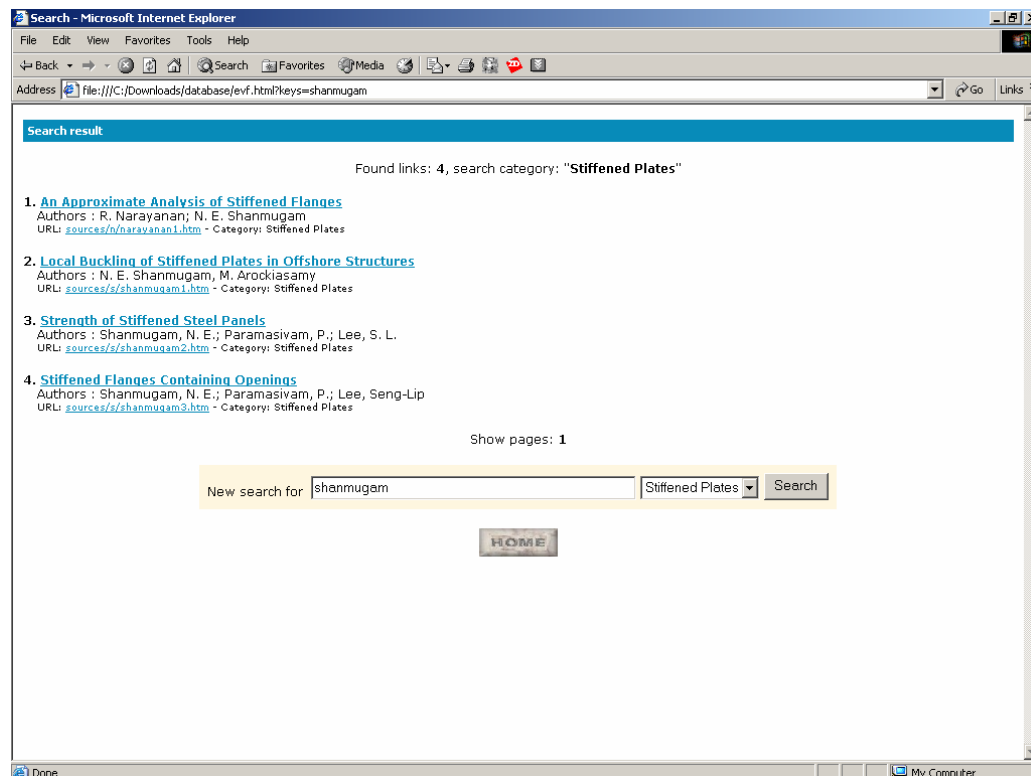 Search - Microsoft Internet Explorer
File Edit View Favorites Tools Help
Back Search Favorites Media
Address file:///C:/Downloads/database/evf.html?keys=shanmugam Go Links
Search result
Found links: 4, search category: "Stiffened Plates"
1. An Approximate Analysis of Stiffened Flanges
Authors : R. Narayanan; N. E. Shanmugam
URL: sources/n/narayanan1.htm - Category: Stiffened Plates
2. Local Buckling of Stiffened Plates in Offshore Structures
Authors : N. E. Shanmugam, M. Arockiasamy
URL: sources/s/shanmugam1.htm - Category: Stiffened Plates
3. Strength of Stiffened Steel Panels
Authors : Shanmugam, N. E.; Paramasivam, P.; Lee, S. L.
URL: sources/s/shanmugam2.htm - Category: Stiffened Plates
4. Stiffened Flanges Containing Openings
Authors : Shanmugam, N. E.; Paramasivam, P.; Lee, Seng-Lip
URL: sources/s/shanmugam3.htm - Category: Stiffened Plates
Show pages: 1
New search for shanmugam Stiffened Plates Search
HOME
Done My Computer